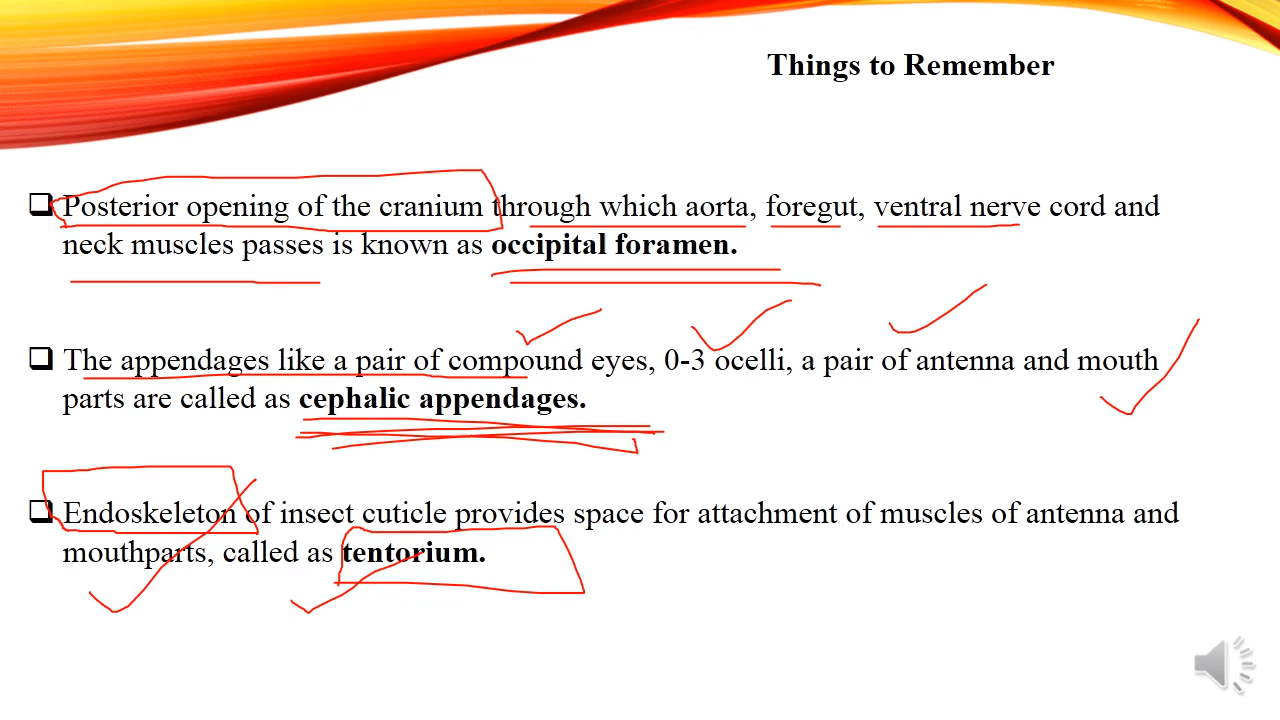 Things to Remember
Posterior opening of the cranium through which aorta, foregut, ventral nerve cord and
neck muscles passes is known as occipital foramen.
The appendages like a pair of compound eyes, 0-3 ocelli, a pair of antenna and mouth
parts are called as cephalic appendages.
Endoskeleton of insect cuticle provides space for attachment of muscles of antenna and
mouthparts, called as tentorium.